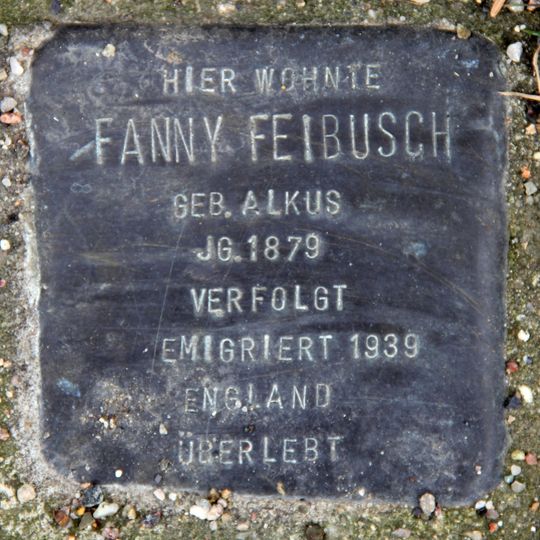 HIER WOHNTE
FANNY FEIBUSCH
GEB. ALKUS
JG. 1879
VERFOLGT
EMIGRIERT 1939
ENGLAND
ÜBERLEBT